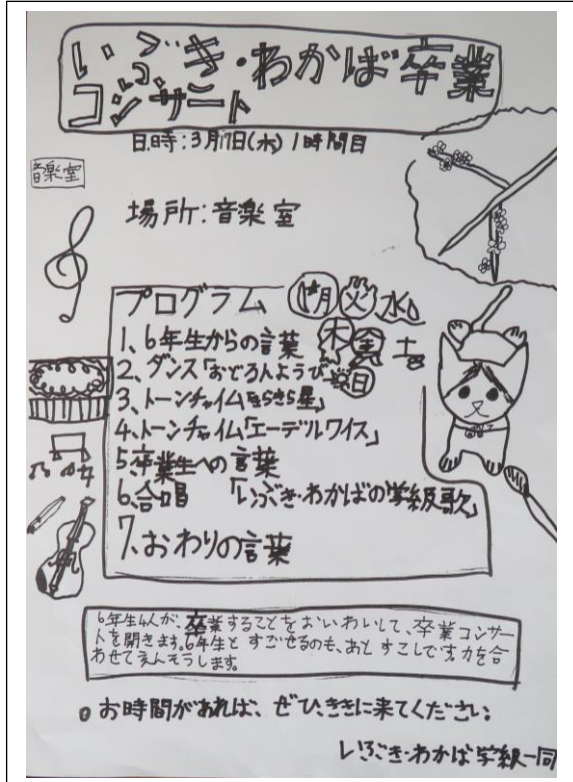 いぶき・わかば卒業
コンサート
日時:3月17日(水) 1時間目
音楽室
場所:音楽室
プログラム 月火水
木金土
日
1、6年生からの言葉
2、ダンス「おどろんようび」
3、トーンチャイム「きらきら星」
4、トーンチャイム「エーデルワイス」
5、卒業生への言葉
6、合唱 「いぶき・わかばの学級歌」
7、おわりの言葉
6年生4人が、卒業することをおいわいして、卒業コンサー
トを開きます。6年生と すごせるのも、あと すこしです。力を合
わせてえんそうします。
お時間があれば、ぜひ、ききに来てください。
いぶき・わかば学級一同